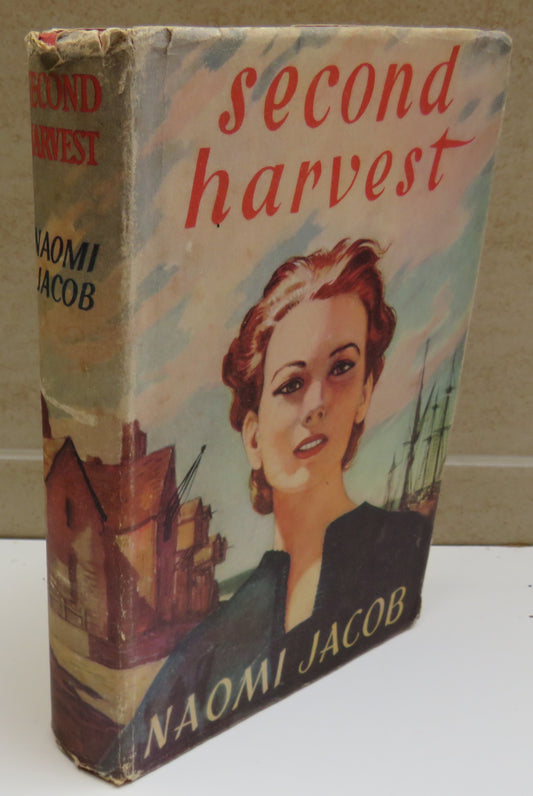 second
harvest
NAOMI JACOB
SECOND
HARVEST
NAOMI
JACOB